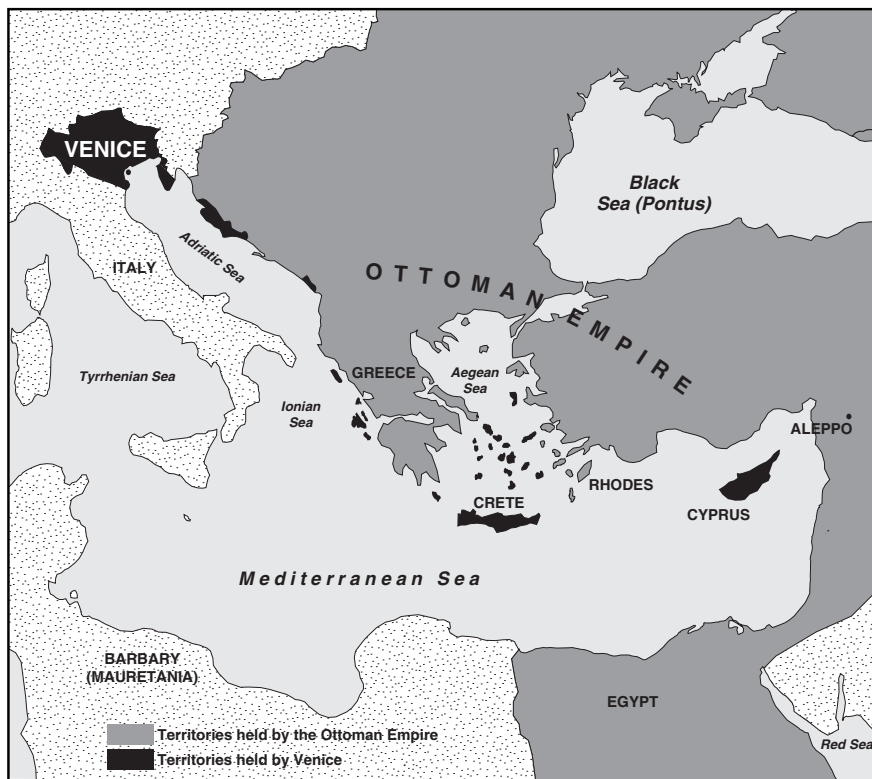 VENICE
Black
Sea (Pontus)
Adriatic Sea
ITALY
OTTOMAN EMPIRE
Tyrrhenian Sea
GREECE
Aegean
Sea
Ionian
Sea
ALEPPO
RHODES
CRETE
CYPRUS
Mediterranean Sea
BARBARY
(MAURETANIA)
EGYPT
Territories held by the Ottoman Empire
Red Sea
Territories held by Venice